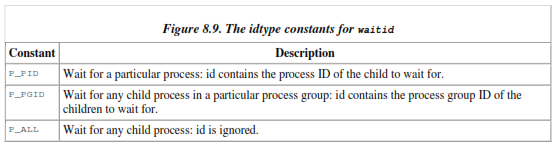 Figure 8.9. The idtype constants for waitid
Constant Description
P_PID Wait for a particular process: id contains the process ID of the child to wait for.
P_PGID Wait for any child process in a particular process group: id contains the process group ID of the
children to wait for.
P_ALL Wait for any child process: id is ignored.